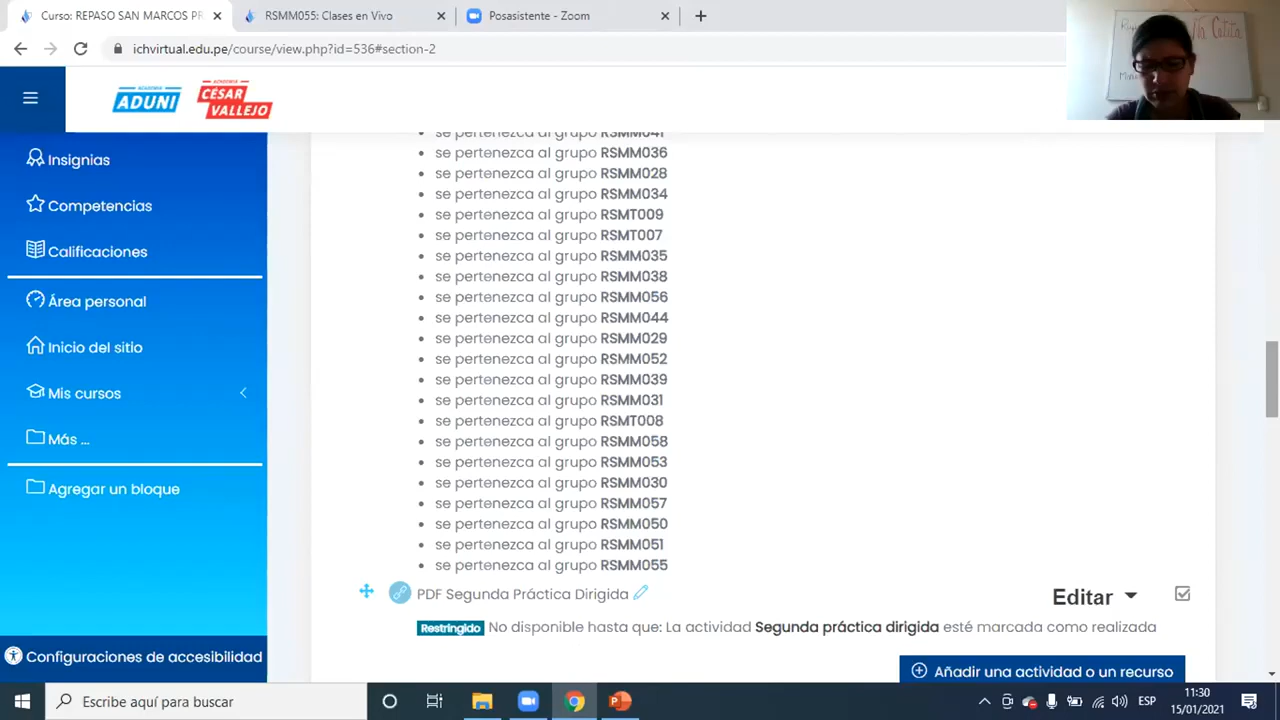 Curso: REPASO SAN MARCOS PR
RSMM055: Clases en Vivo
Posasistente - Zoom
ichvirtual.edu.pe/course/view.php?id=536#section-2
ACADEMIA
ADUNI
ACADEMIA
CÉSAR
VALLEJO
Insignias
Competencias
Calificaciones
Área personal
Inicio del sitio
Mis cursos
Más ...
Agregar un bloque
Configuraciones de accesibilidad
se pertenezca al grupo RSMM041
se pertenezca al grupo RSMM036
se pertenezca al grupo RSMM028
se pertenezca al grupo RSMM034
se pertenezca al grupo RSMT009
se pertenezca al grupo RSMT007
se pertenezca al grupo RSMM035
se pertenezca al grupo RSMM038
se pertenezca al grupo RSMM056
se pertenezca al grupo RSMM044
se pertenezca al grupo RSMM029
se pertenezca al grupo RSMM052
se pertenezca al grupo RSMM039
se pertenezca al grupo RSMM031
se pertenezca al grupo RSMT008
se pertenezca al grupo RSMM058
se pertenezca al grupo RSMM053
se pertenezca al grupo RSMM030
se pertenezca al grupo RSMM057
se pertenezca al grupo RSMM050
se pertenezca al grupo RSMM051
se pertenezca al grupo RSMM055
PDF Segunda Práctica Dirigida
Editar
Restringido No disponible hasta que: La actividad Segunda práctica dirigida esté marcada como realizada
Añadir una actividad o un recurso
Escribe aquí para buscar
ESP
11:30
15/01/2021